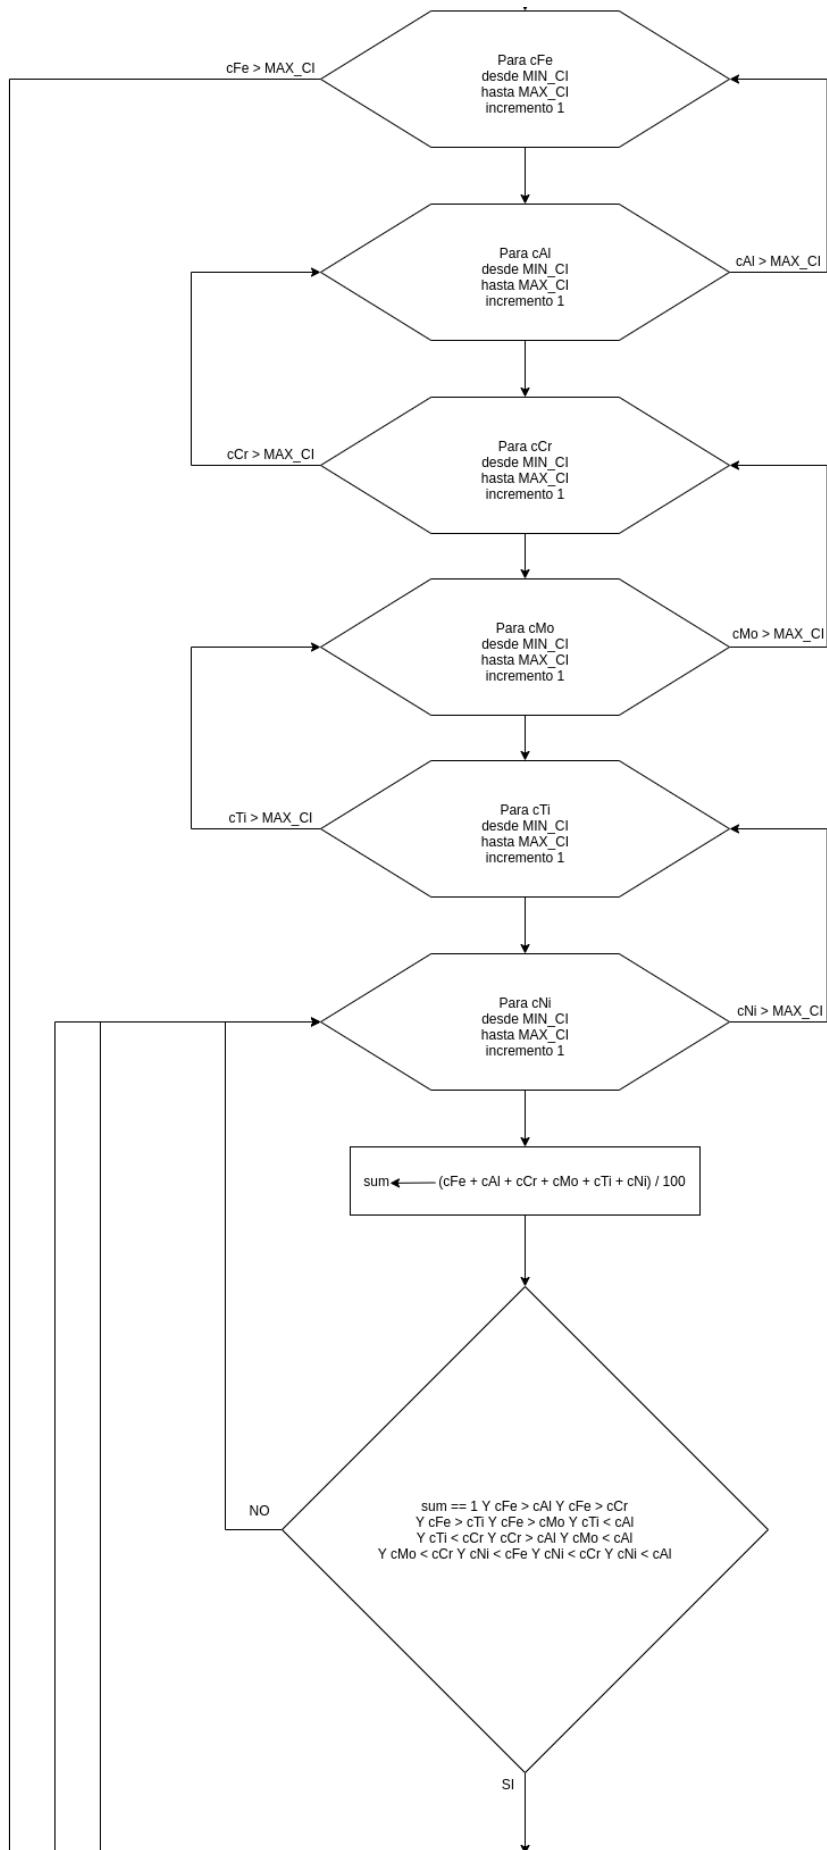 cFe > MAX_CI
Para cFe
desde MIN_CI
hasta MAX_CI
incremento 1
Para cAl
desde MIN_CI
hasta MAX_CI
incremento 1
cAl > MAX_CI
cCr > MAX_CI
Para cCr
desde MIN_CI
hasta MAX_CI
incremento 1
Para cMo
desde MIN_CI
hasta MAX_CI
incremento 1
cMo > MAX_CI
cTi > MAX_CI
Para cTi
desde MIN_CI
hasta MAX_CI
incremento 1
Para cNi
desde MIN_CI
hasta MAX_CI
incremento 1
cNi > MAX_CI
sum (cFe + cAl + cCr + cMo + cTi + cNi) / 100
NO
sum == 1 Y cFe > cAl Y cFe > cCr
Y cFe > cTi Y cFe > cMo Y cTi < cAl
Y cTi < cCr Y cCr > cAl Y cMo < cAl
Y cMo < cCr Y cNi < cFe Y cNi < cCr Y cNi < cAl
SI